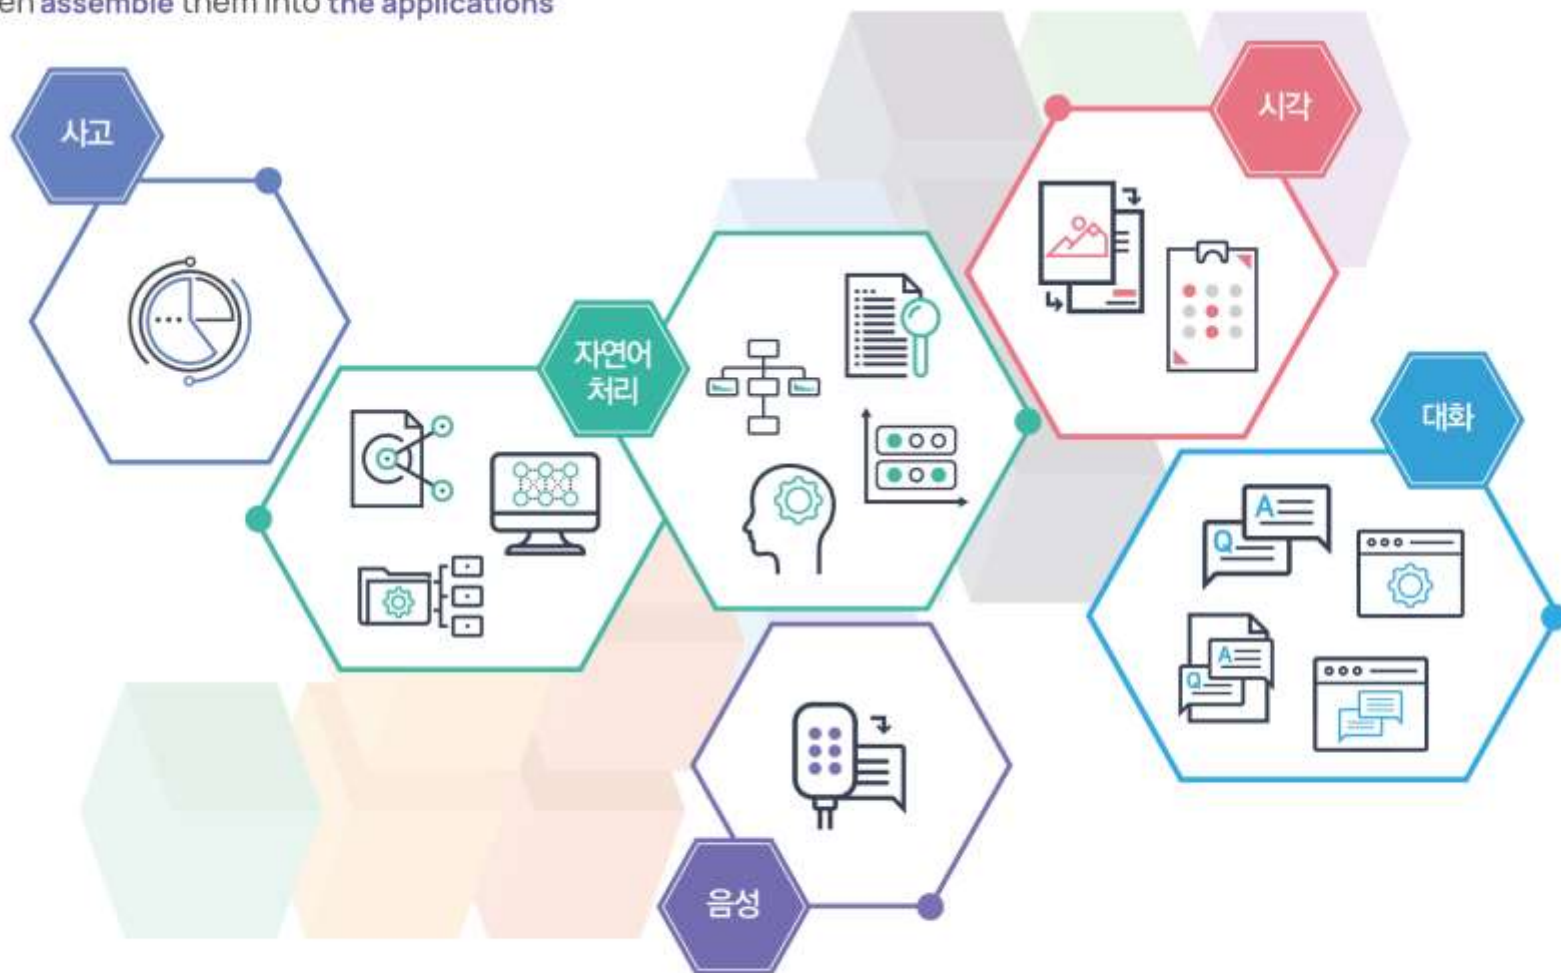 assemble them into the applications
사고
시각
자연어
처리
대화
A
Q
A
Q
음성